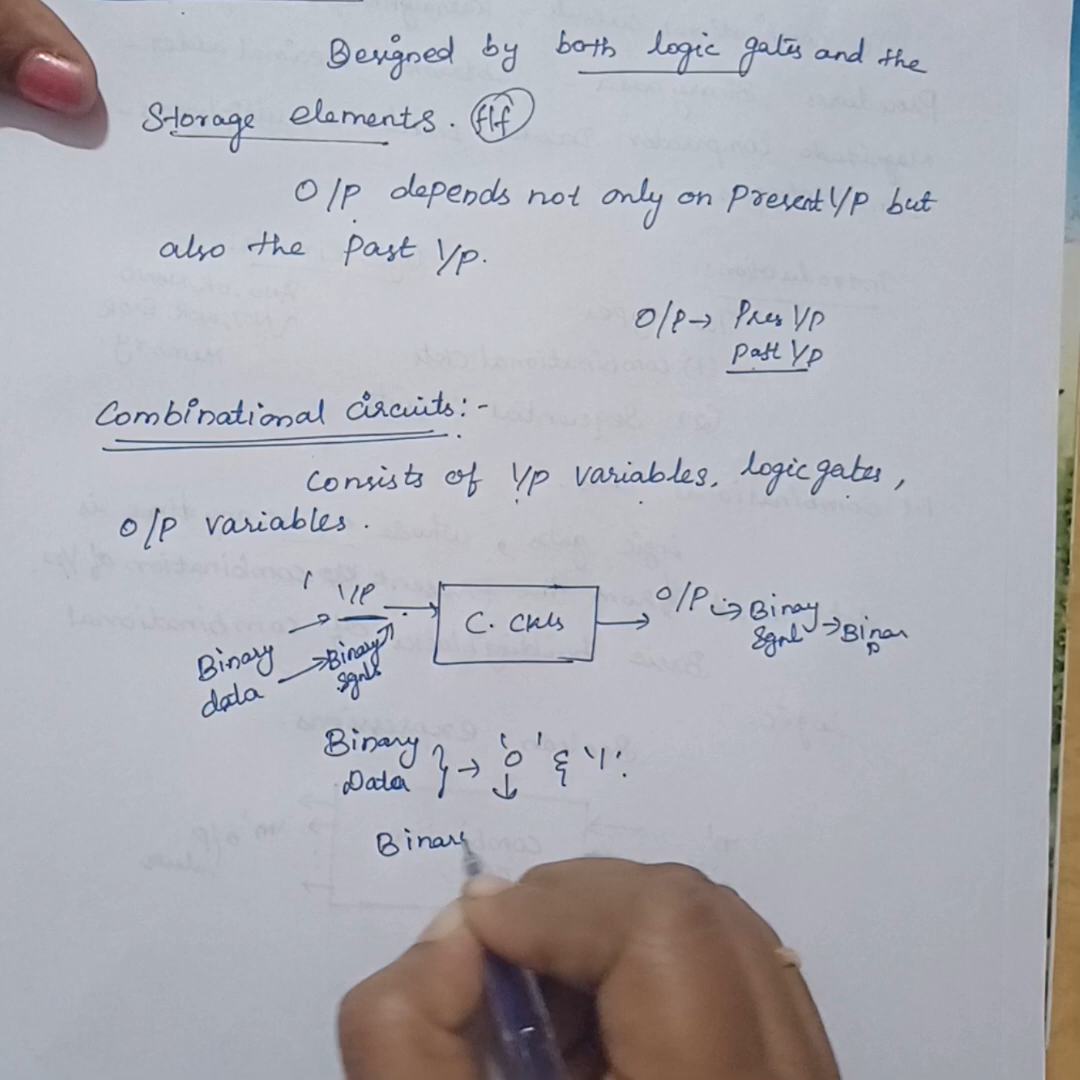 Designed by both logic gates and the
Storage elements. f/f
O/P depends not only on Present I/P but
also the Past I/P.
O/P → Pres I/P
Past I/P
Combinational circuits:-
Consists of I/P variables, logic gates,
O/P variables.
I/P → C. Ckts → O/P → Binary Sgnl → Binary D
Binary data → Binary Sgnls
Binary Data } → '0' & '1'.
Binary